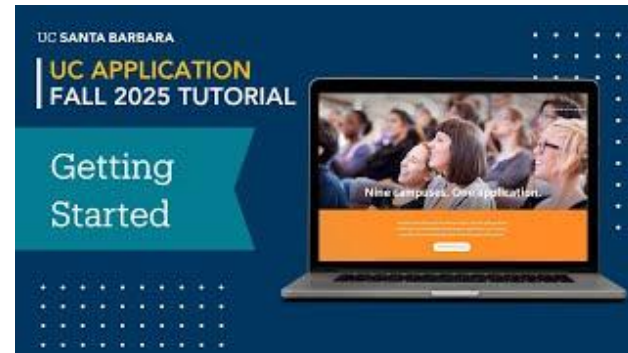 UC SANTA BARBARA
UC APPLICATION
FALL 2025 TUTORIAL
Getting
Started
Nine campuses. One application.